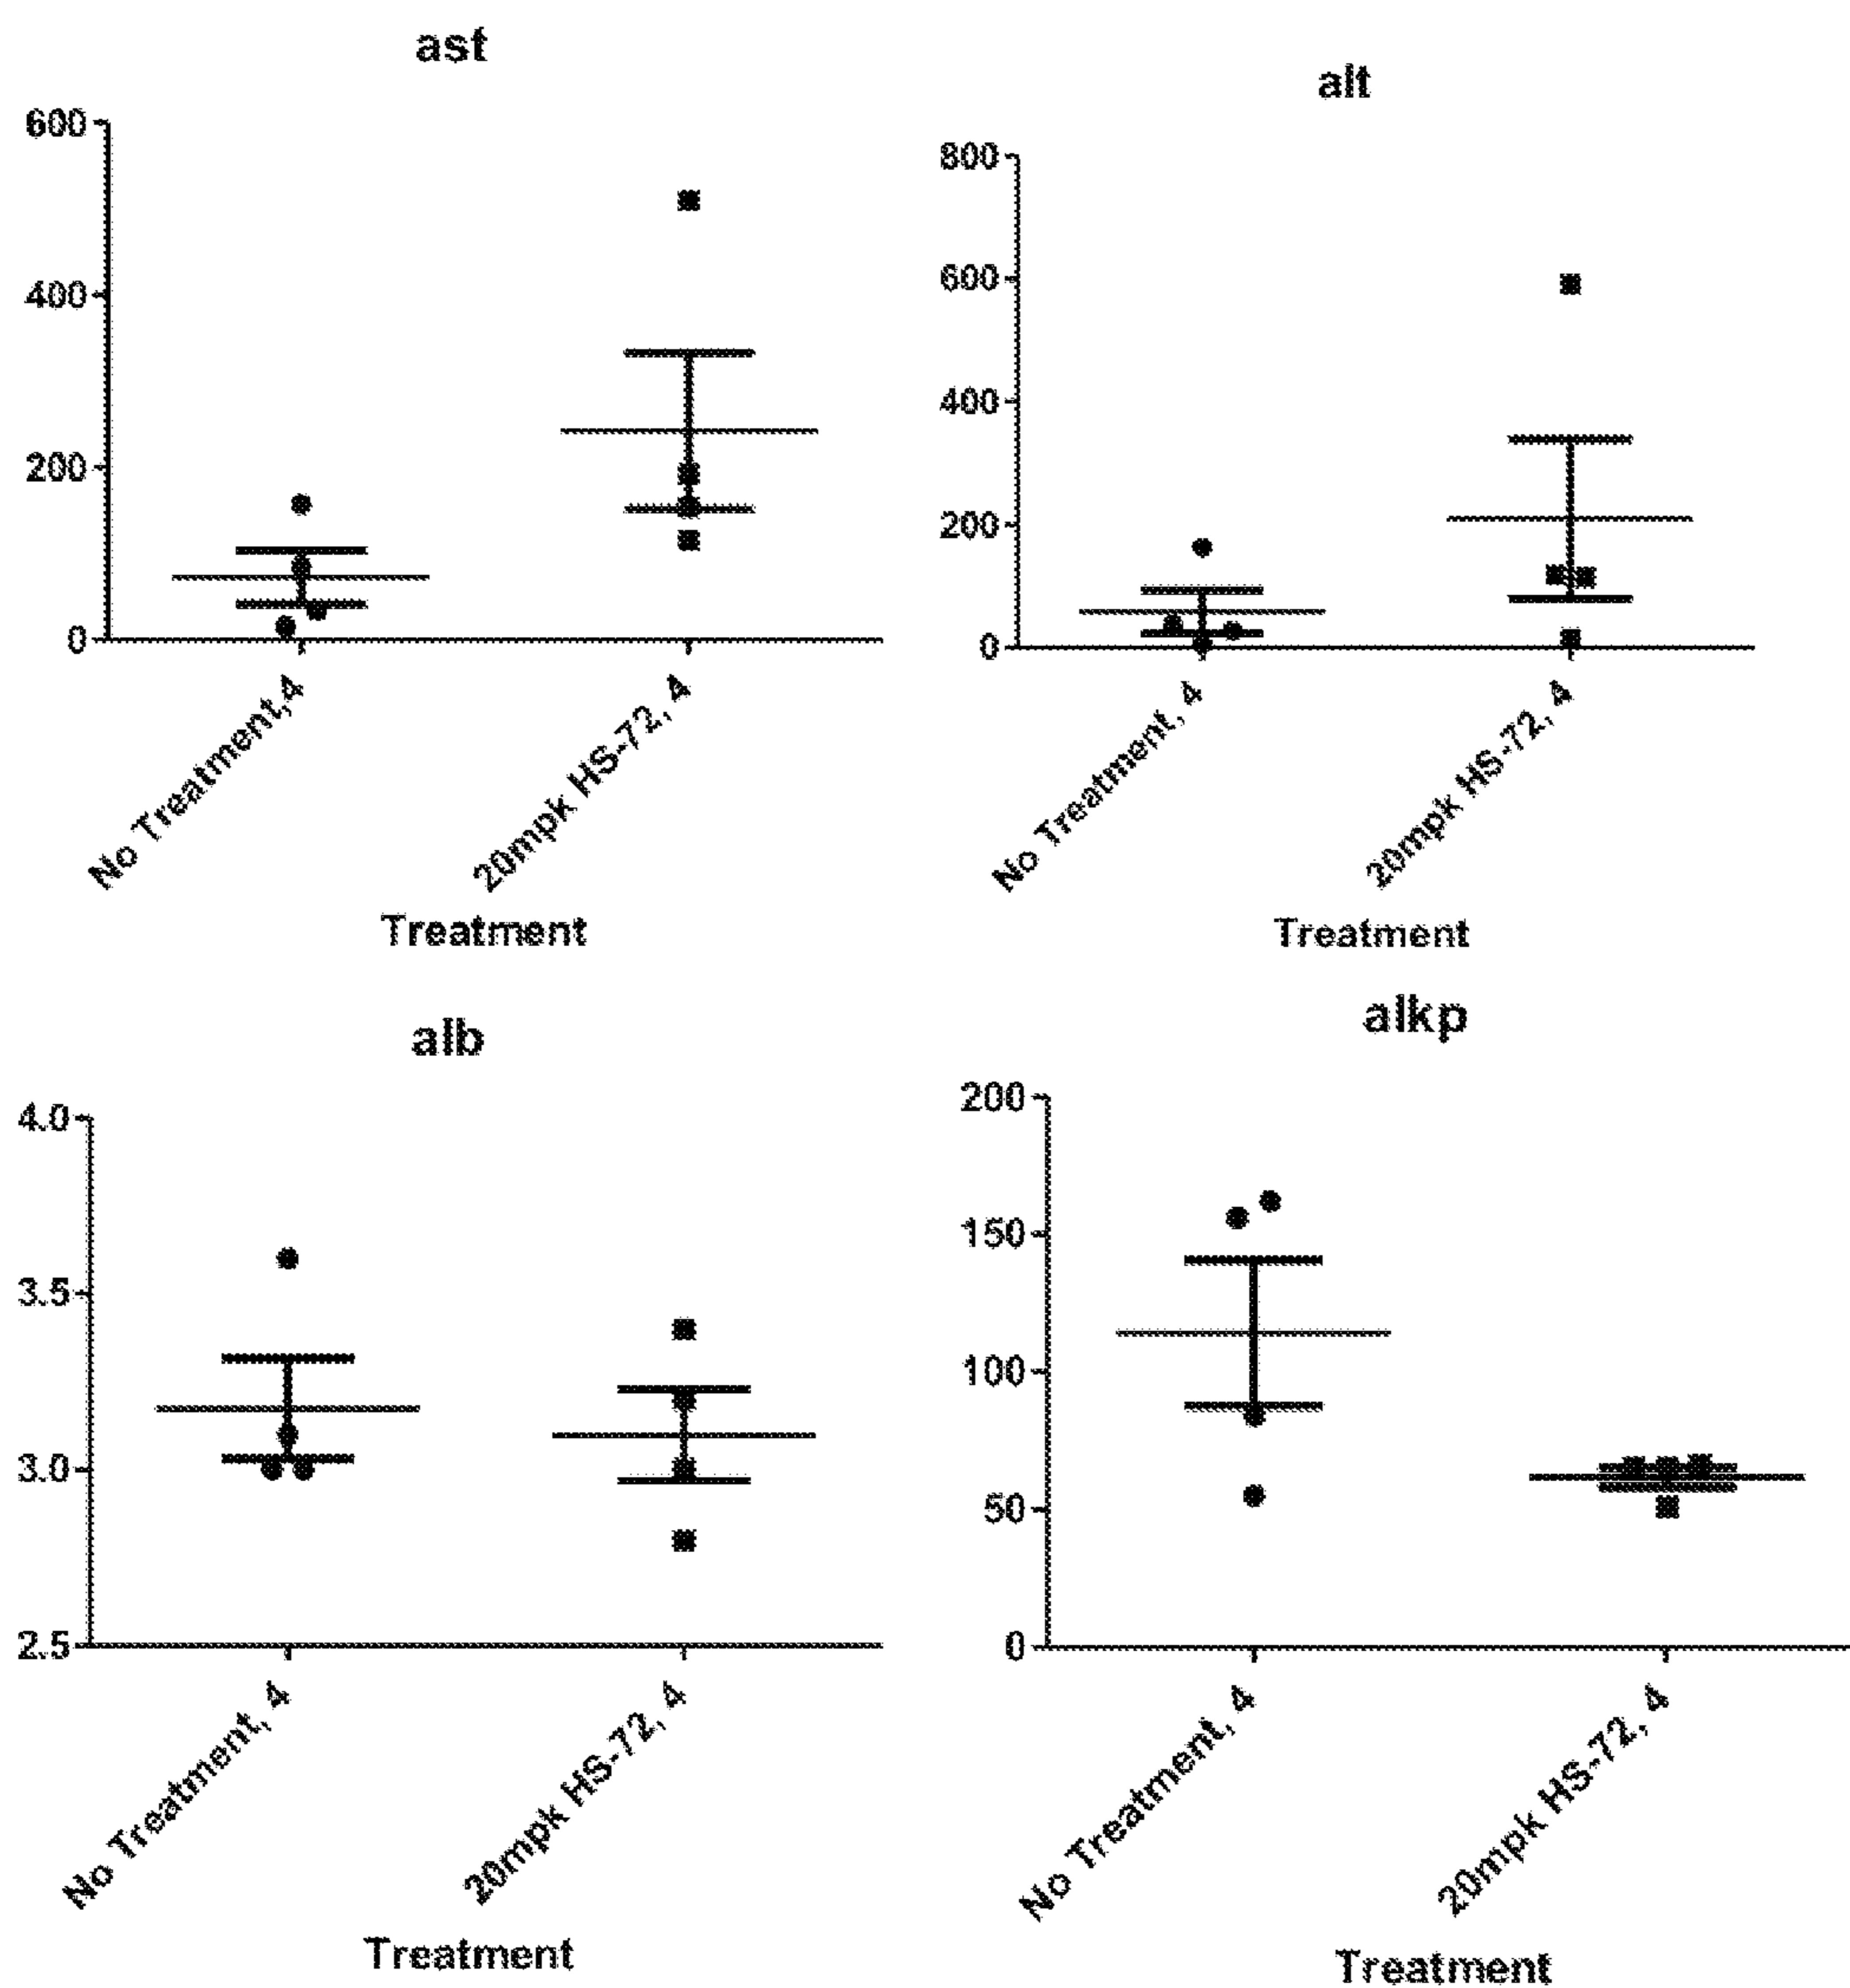 ast
600
400
200
0
No Treatment,4
20mpk HS-72, 4
Treatment
alt
800
600
400
200
0
No Treatment, 4
20mpk HS-72, 4
Treatment
alb
4.0
3.5
3.0
2.5
No Treatment, 4
20mpk HS-72, 4
Treatment
alkp
200
150
100
50
0
No Treatment, 4
20mpk HS-72, 4
Treatment